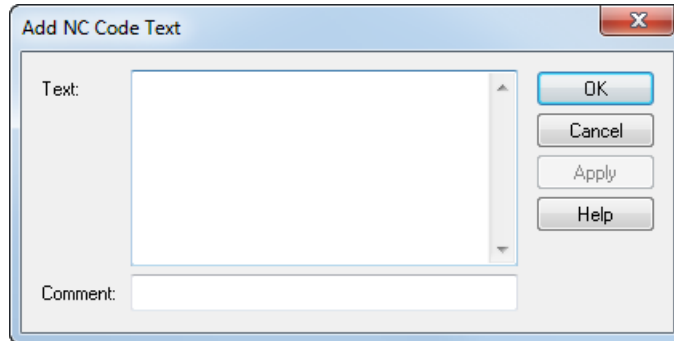 Add NC Code Text
Text:
OK
Cancel
Apply
Help
Comment: